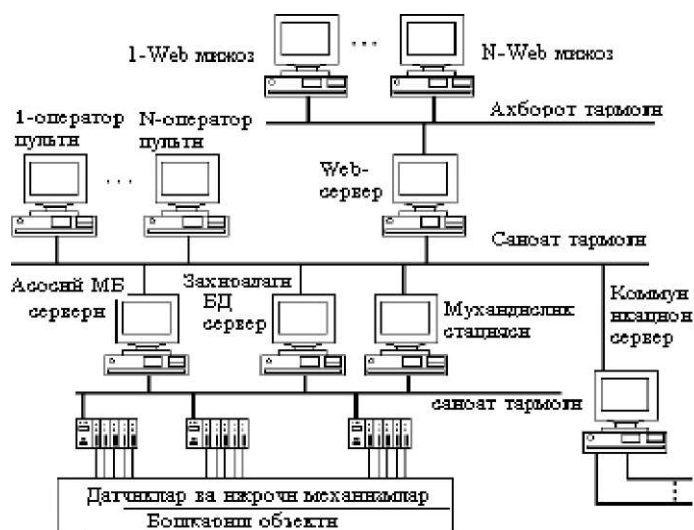 1-Web мижоз
N-Web мижоз
Ахборот тармоғи
1-оператор
пульти
N-оператор
пульти
...
...
Web-
сервер
Саноат тармоғи
Асосий МБ
сервери
Захирадаги
БД
сервер
Мухандислик
станцияси
Коммун
икацион
сервер
саноат тармоғи
Датчиклар ва ижрочи механизмлар
Бошқариш объекти